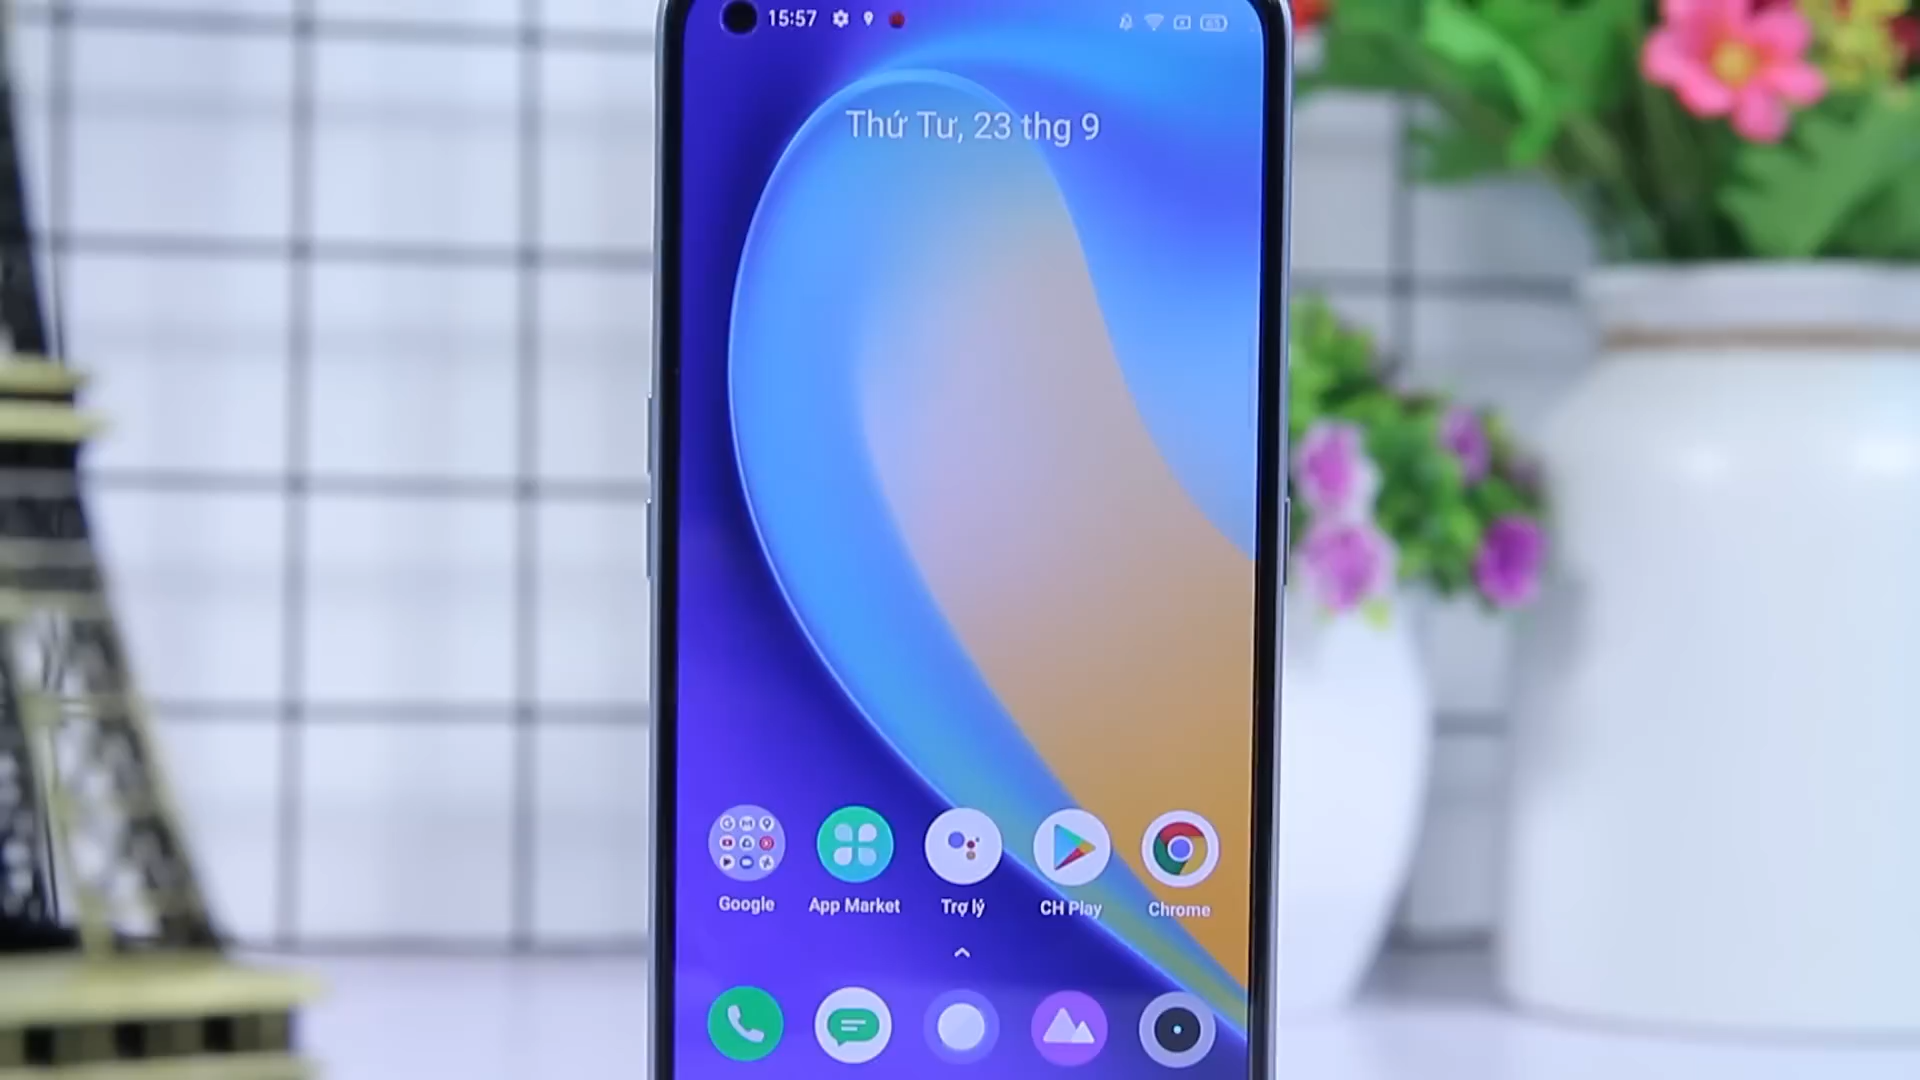 15:57
Thứ Tư, 23 thg 9
Google
App Market
Trợ lý
CH Play
Chrome